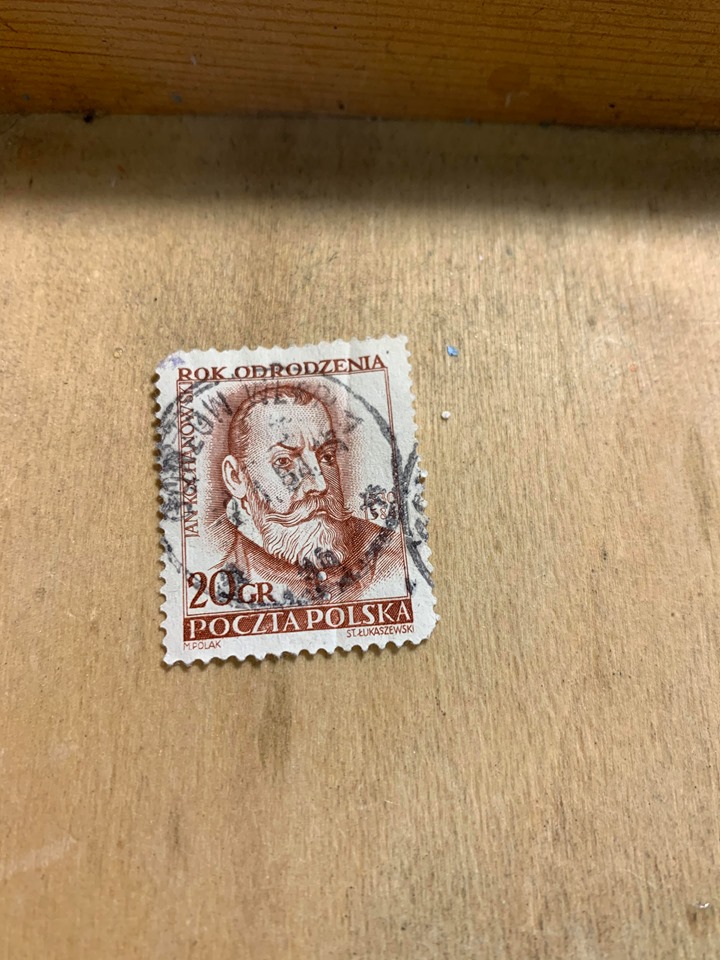 ROK ODRODZENIA
JAN KOCHANOWSKI
20 GR
POCZTA POLSKA
M. POLAK
ST. ŁUKASZEWSKI